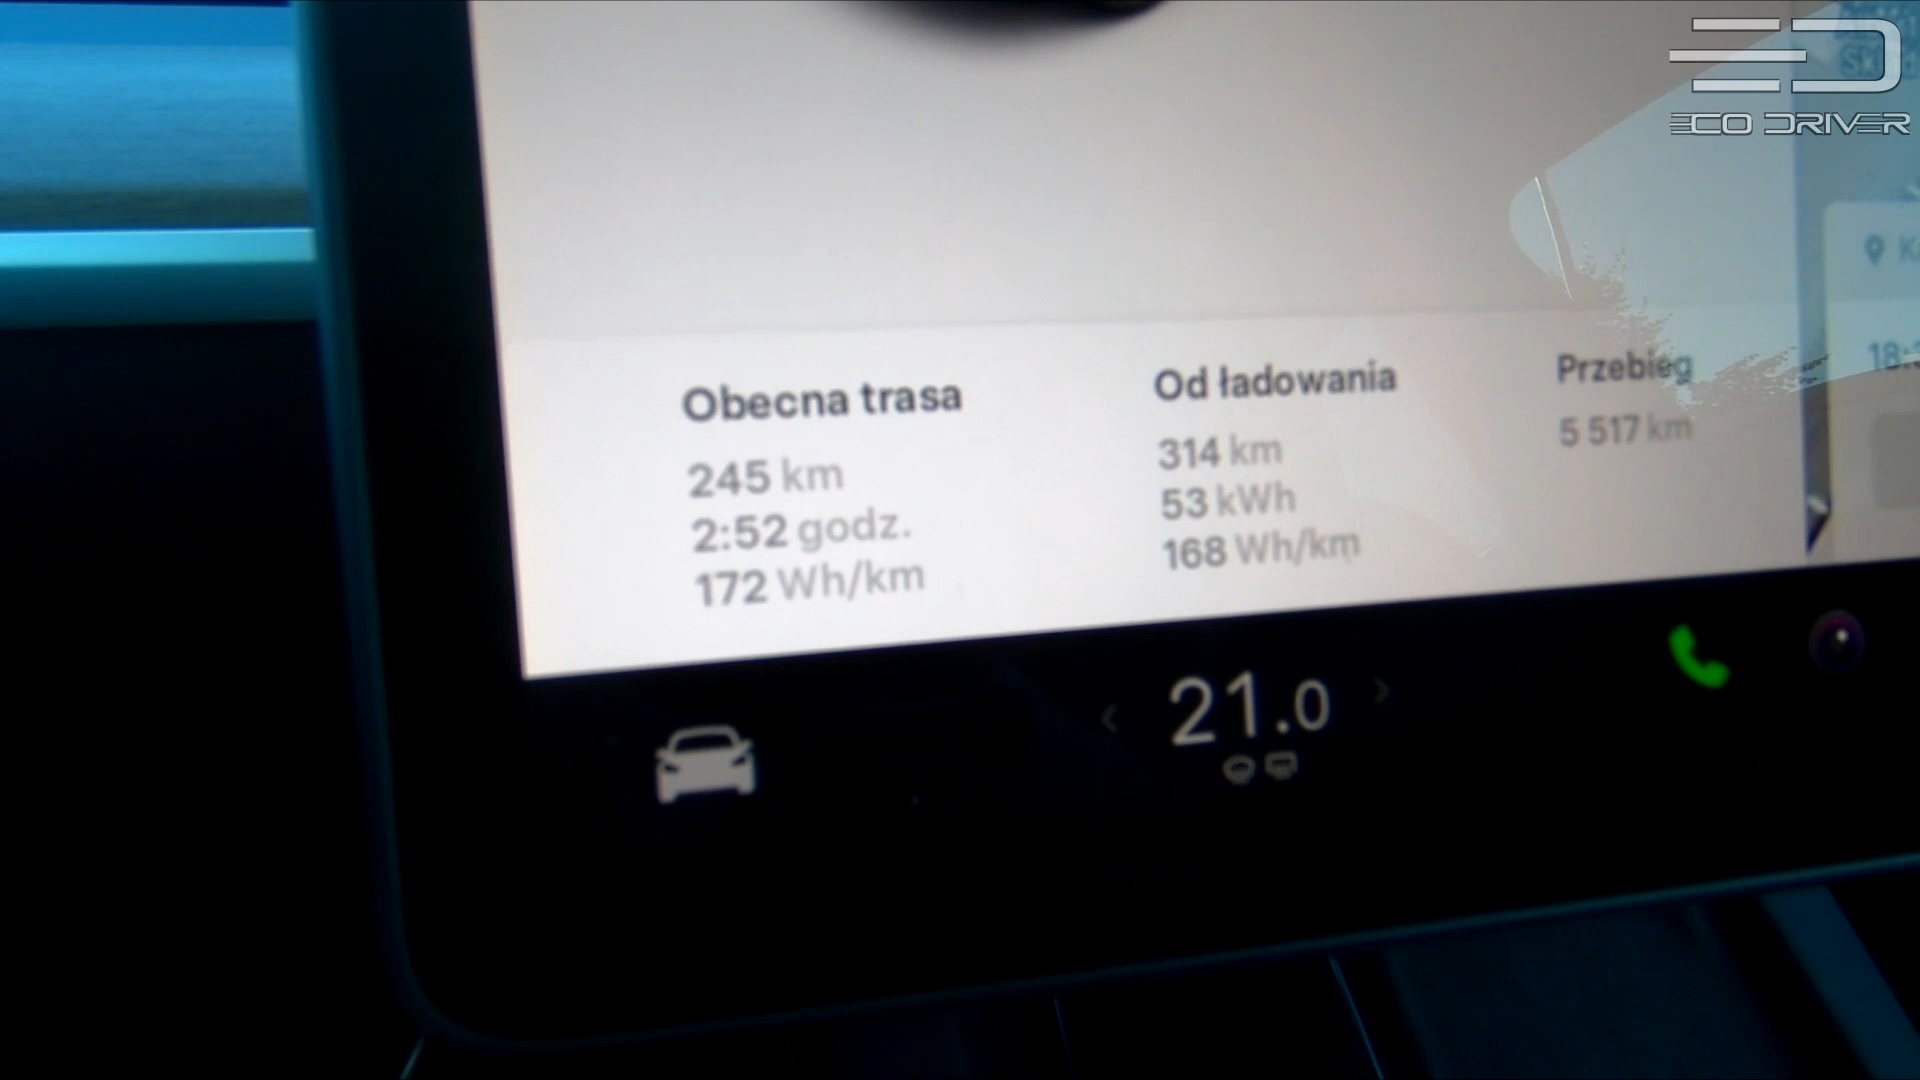 ECO DRIVER
Obecna trasa
245 km
2:52 godz.
172 Wh/km
Od ładowania
314 km
53 kWh
168 Wh/km
Przebieg
5 517 km
21.0